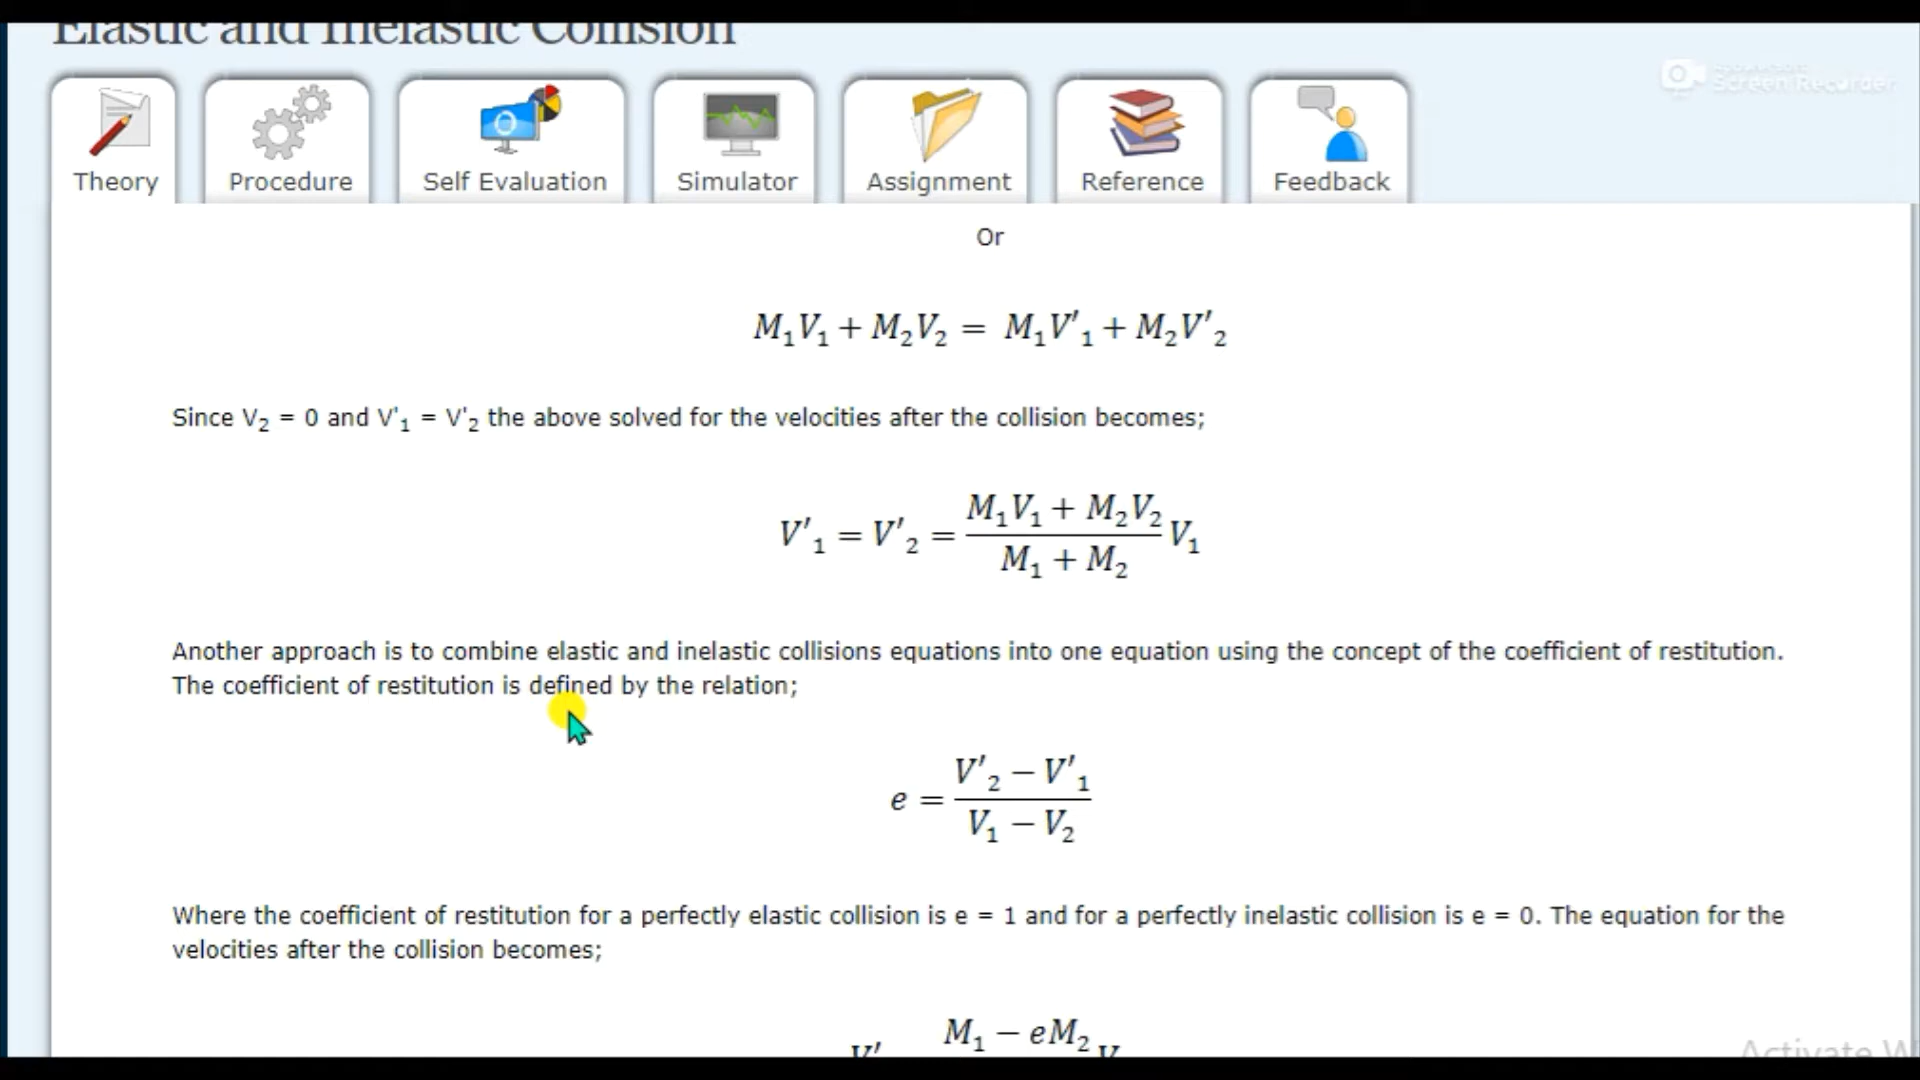 Elastic and Inelastic Collision
Screen Recorder
Theory
Procedure
Self Evaluation
Simulator
Assignment
Reference
Feedback
Or
M₁V₁ + M₂V₂ = M₁V'₁ + M₂V'₂
Since V₂ = 0 and V'₁ = V'₂ the above solved for the velocities after the collision becomes;
V'₁ = V'₂ = (M₁V₁ + M₂V₂)/(M₁ + M₂) V₁
Another approach is to combine elastic and inelastic collisions equations into one equation using the concept of the coefficient of restitution.
The coefficient of restitution is defined by the relation;
e = (V'₂ − V'₁)/(V₁ − V₂)
Where the coefficient of restitution for a perfectly elastic collision is e = 1 and for a perfectly inelastic collision is e = 0. The equation for the
velocities after the collision becomes;
M₁ − eM₂
Activate W